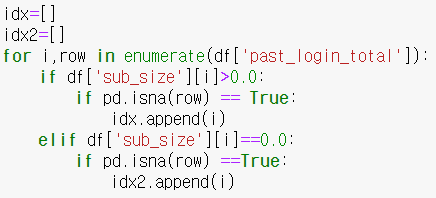 idx=[]
idx2=[]
for i,row in enumerate(df['past_login_total']):
    if df['sub_size'][i]>0.0:
        if pd.isna(row) == True:
            idx.append(i)
    elif df['sub_size'][i]==0.0:
        if pd.isna(row) ==True:
            idx2.append(i)